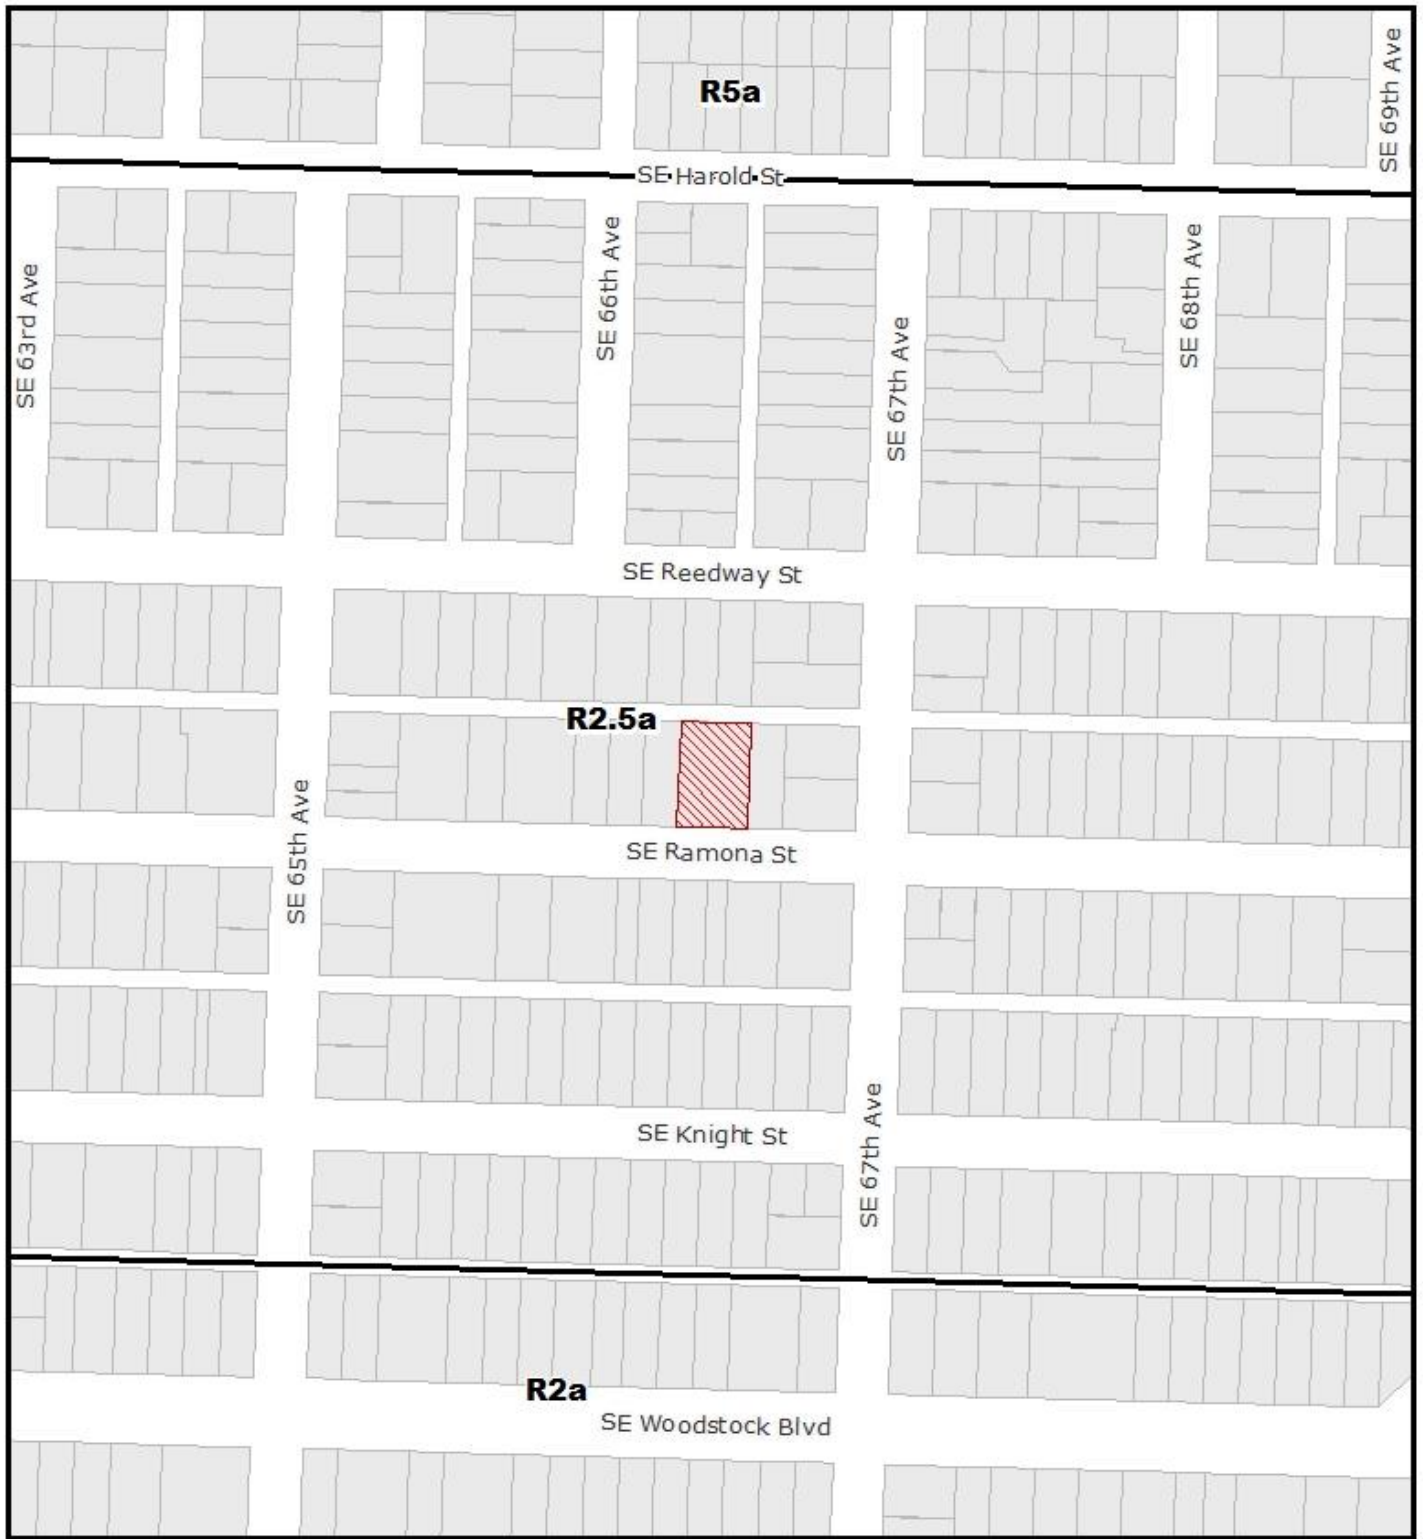 SE 69th Ave
R5a
SE Harold St
SE 63rd Ave
SE 66th Ave
SE 67th Ave
SE 68th Ave
SE Reedway St
R2.5a
SE 65th Ave
SE Ramona St
SE Knight St
SE 67th Ave
R2a
SE Woodstock Blvd